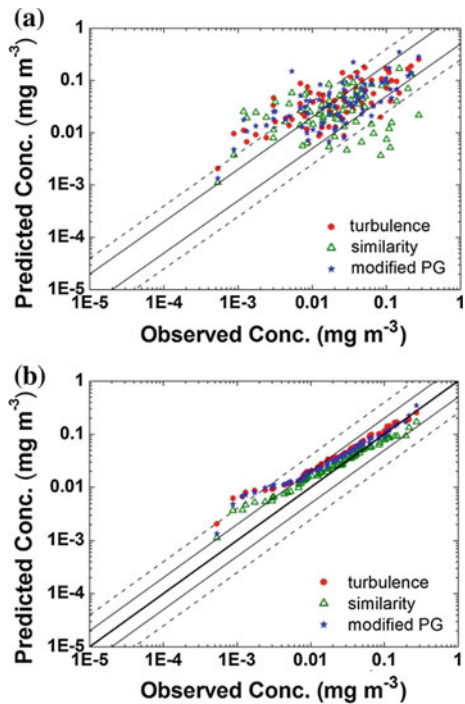 (a)
Predicted Conc. (mg m⁻³)
1
0.1
0.01
1E-3
1E-4
1E-5
turbulence
similarity
modified PG
1E-5 1E-4 1E-3 0.01 0.1 1
Observed Conc. (mg m⁻³)
(b)
Predicted Conc. (mg m⁻³)
1
0.1
0.01
1E-3
1E-4
1E-5
turbulence
similarity
modified PG
1E-5 1E-4 1E-3 0.01 0.1 1
Observed Conc. (mg m⁻³)